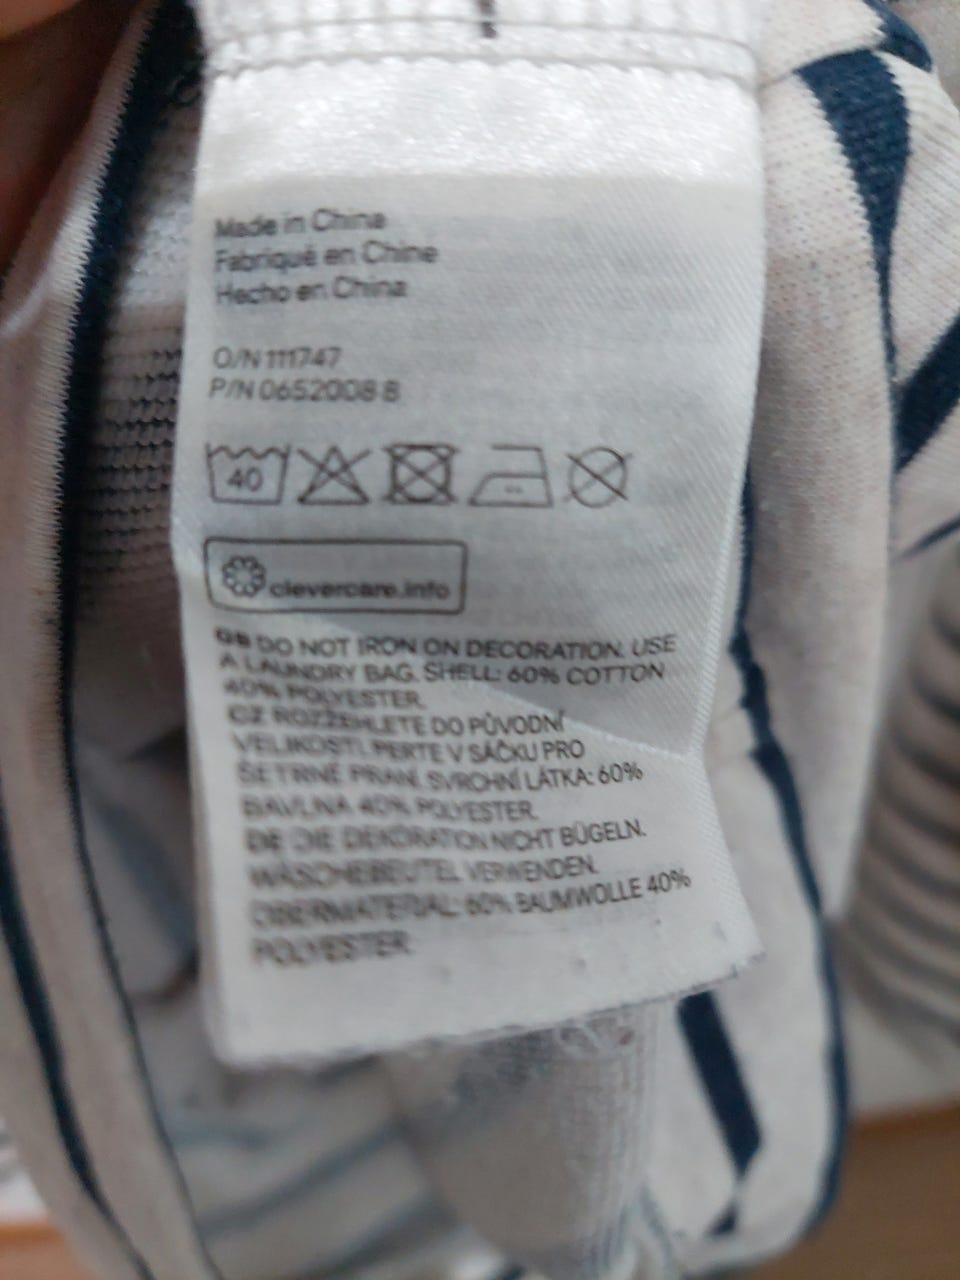 Made in China
Fabriqué en Chine
Hecho en China
O/N 111747
P/N 0652008 8
40
clevercare.info
GB DO NOT IRON ON DECORATION. USE
A LAUNDRY BAG. SHELL: 60% COTTON
40% POLYESTER.
CZ ROZŽEHLETE DO PŮVODNÍ
VELIKOSTI. PERTE V SÁČKU PRO
ŠETRNÉ PRANÍ. SVRCHNÍ LÁTKA: 60%
BAVLNA 40% POLYESTER.
DE DIE DEKORATION NICHT BÜGELN.
WÄSCHEBEUTEL VERWENDEN.
OBERMATERIAL: 60% BAUMWOLLE 40%
POLYESTER.